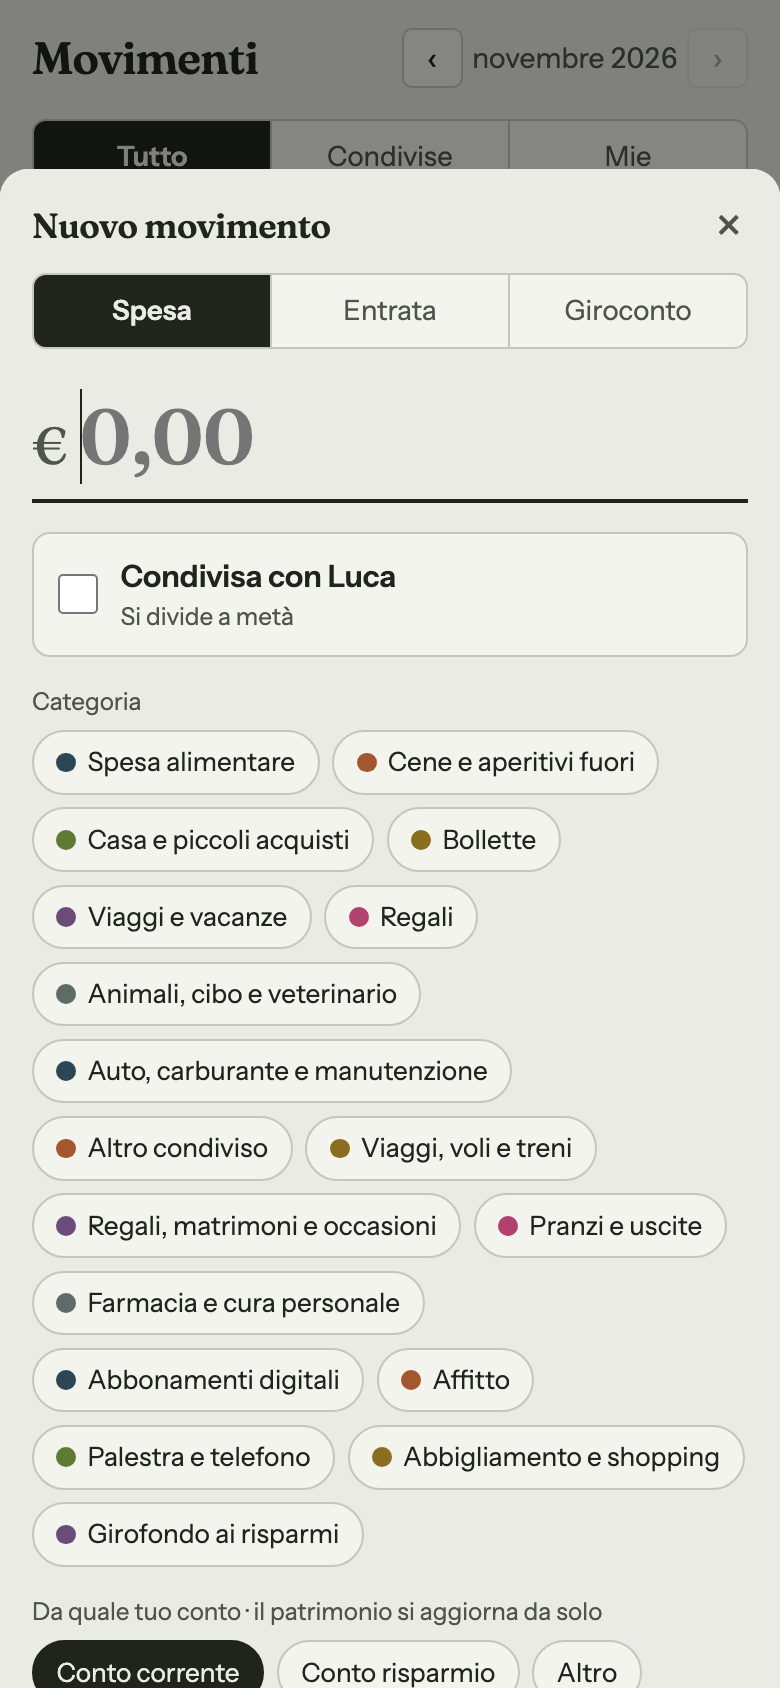 Movimenti ‹ novembre 2026 ›
Tutto Condivise Mie
Nuovo movimento ✕
Spesa Entrata Giroconto
€ 0,00
Condivisa con Luca
Si divide a metà
Categoria
Spesa alimentare Cene e aperitivi fuori
Casa e piccoli acquisti Bollette
Viaggi e vacanze Regali
Animali, cibo e veterinario
Auto, carburante e manutenzione
Altro condiviso Viaggi, voli e treni
Regali, matrimoni e occasioni Pranzi e uscite
Farmacia e cura personale
Abbonamenti digitali Affitto
Palestra e telefono Abbigliamento e shopping
Girofondo ai risparmi
Da quale tuo conto · il patrimonio si aggiorna da solo
Conto corrente Conto risparmio Altro